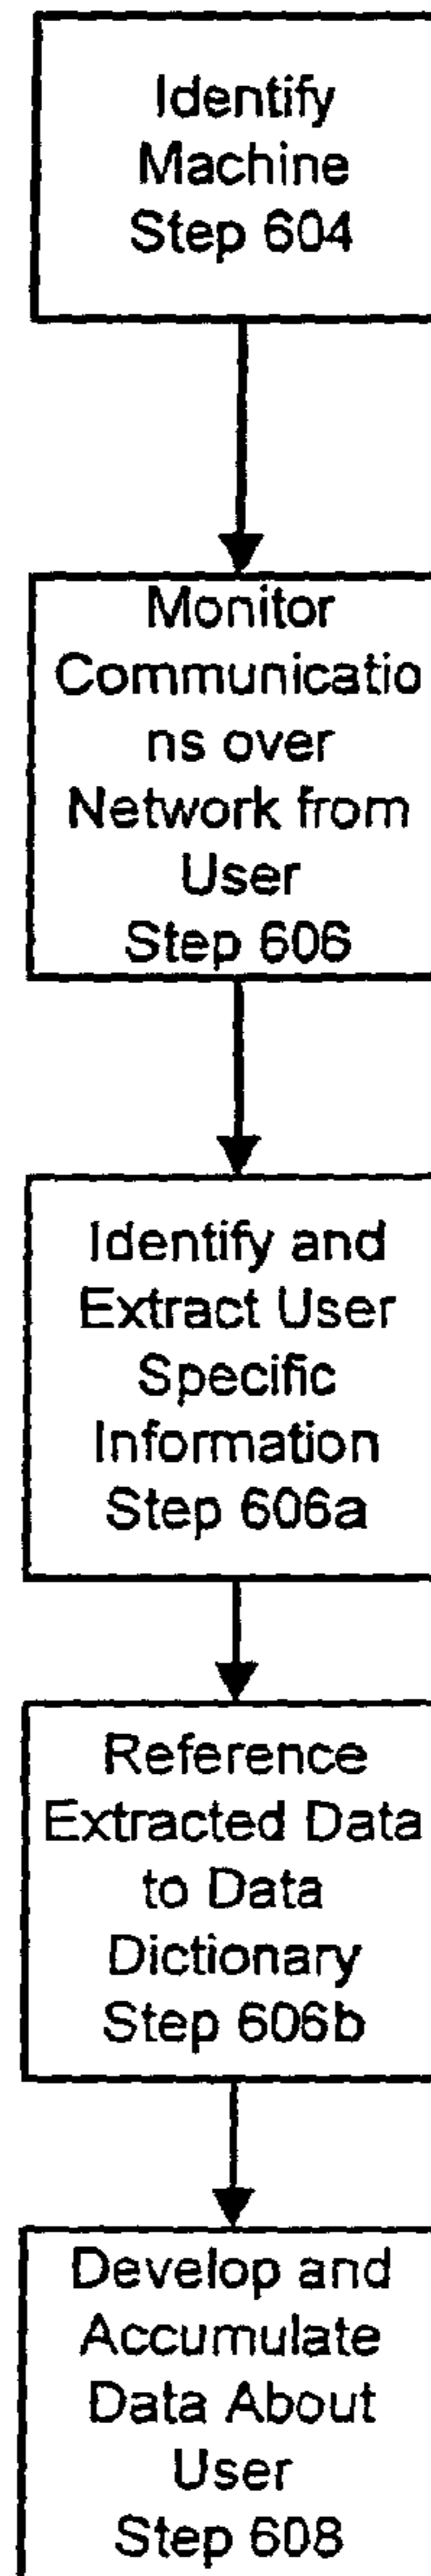 Identify
Machine
Step 604
Monitor
Communicatio
ns over
Network from
User
Step 606
Identify and
Extract User
Specific
Information
Step 606a
Reference
Extracted Data
to Data
Dictionary
Step 606b
Develop and
Accumulate
Data About
User
Step 608